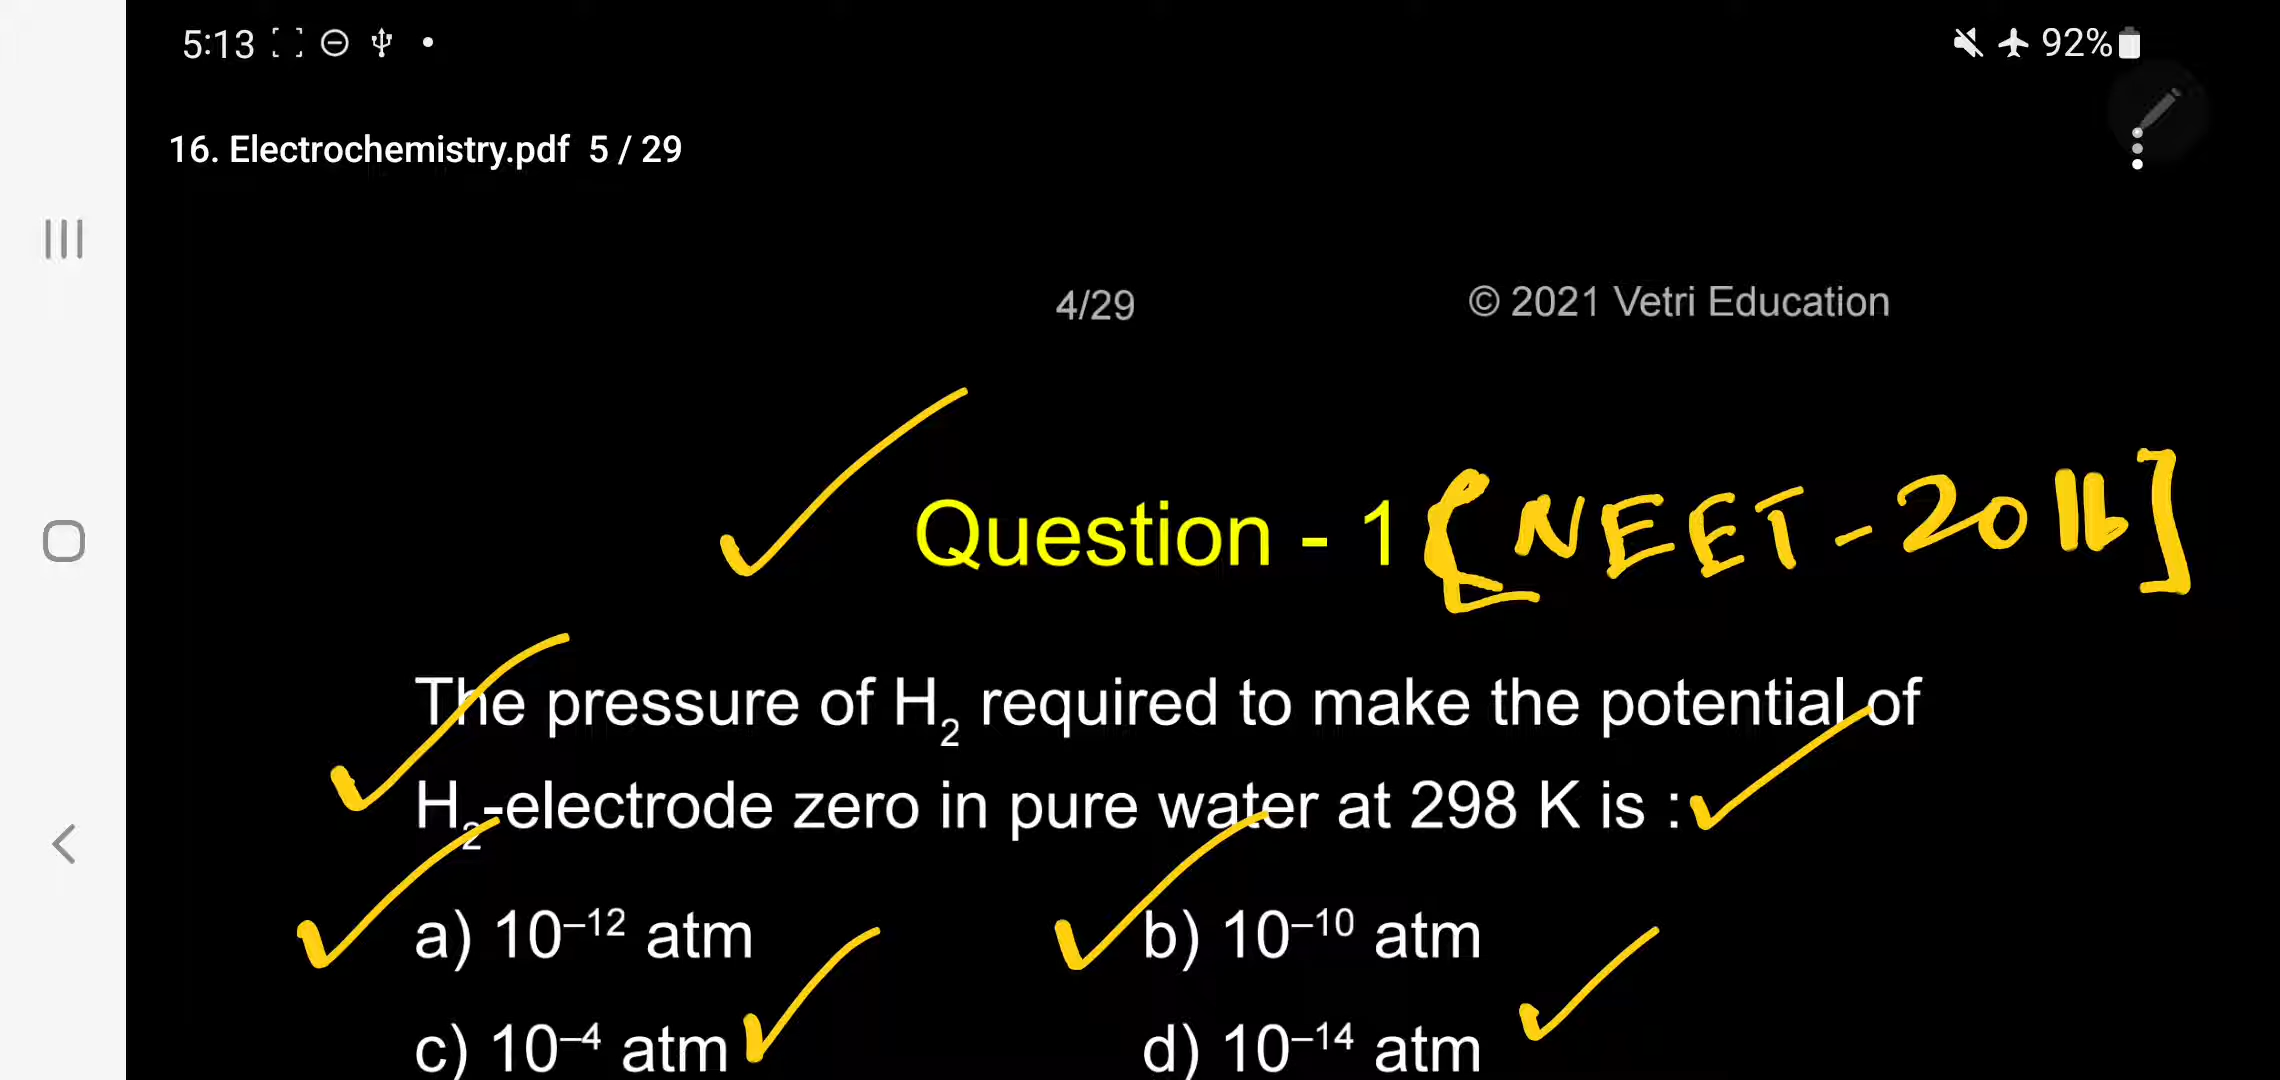 5:13 92%
16. Electrochemistry.pdf 5 / 29
4/29 © 2021 Vetri Education
Question - 1 [NEET - 2016]
The pressure of H₂ required to make the potential of
H₂-electrode zero in pure water at 298 K is :
a) 10⁻¹² atm b) 10⁻¹⁰ atm
c) 10⁻⁴ atm d) 10⁻¹⁴ atm